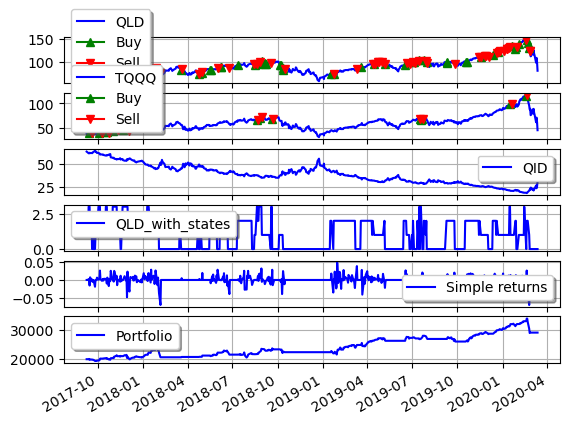 QLD
Buy
Sell
150
100
TQQQ
Buy
Sell
100
50
QID
50
25
QLD_with_states
2.5
0.0
Simple returns
0.05
0.00
−0.05
Portfolio
30000
20000
2017-10
2018-01
2018-04
2018-07
2018-10
2019-01
2019-04
2019-07
2019-10
2020-01
2020-04